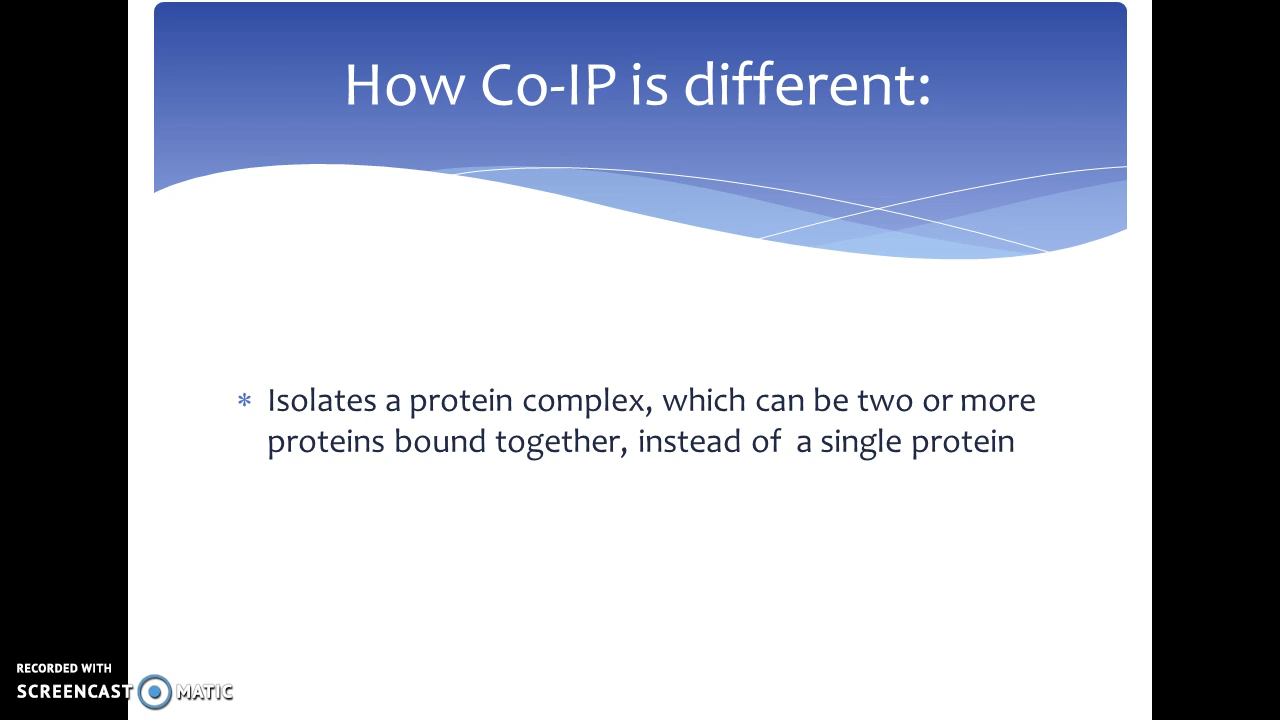 How Co-IP is different:
* Isolates a protein complex, which can be two or more
proteins bound together, instead of a single protein
RECORDED WITH
SCREENCAST MATIC